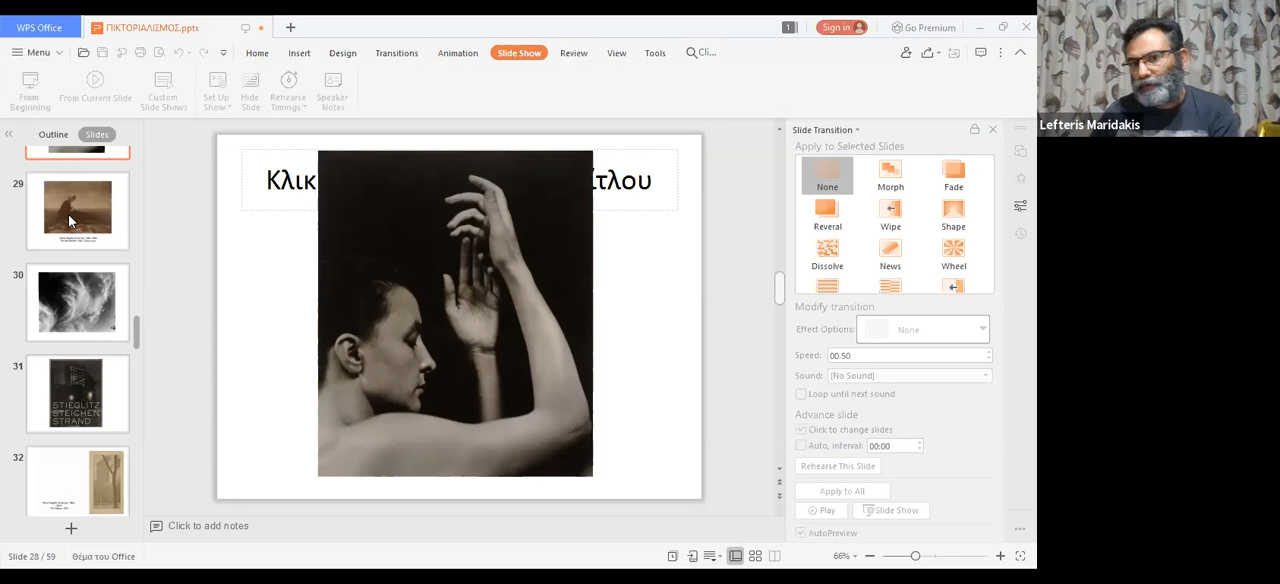 WPS Office
ΠΙΚΤΟΡΙΑΛΙΣΜΟΣ.pptx
1
Sign in
Go Premium
Menu
Home
Insert
Design
Transitions
Animation
Slide Show
Review
View
Tools
Cli...
From Beginning
From Current Slide
Custom Slide Shows
Set Up Show
Hide Slide
Rehearse Timings
Speaker Notes
Outline
Slides
29
30
31
STIEGLITZ
STEICHEN
STRAND
32
Κλικ
ίτλου
Click to add notes
Slide Transition
Apply to Selected Slides
None
Morph
Fade
Reveral
Wipe
Shape
Dissolve
News
Wheel
Modify transition
Effect Options:
None
Speed:
00.50
Sound:
[No Sound]
Loop until next sound
Advance slide
Click to change slides
Auto, interval:
00:00
Rehearse This Slide
Apply to All
Play
Slide Show
AutoPreview
Slide 28 / 59
Θέμα του Office
66%
Lefteris Maridakis